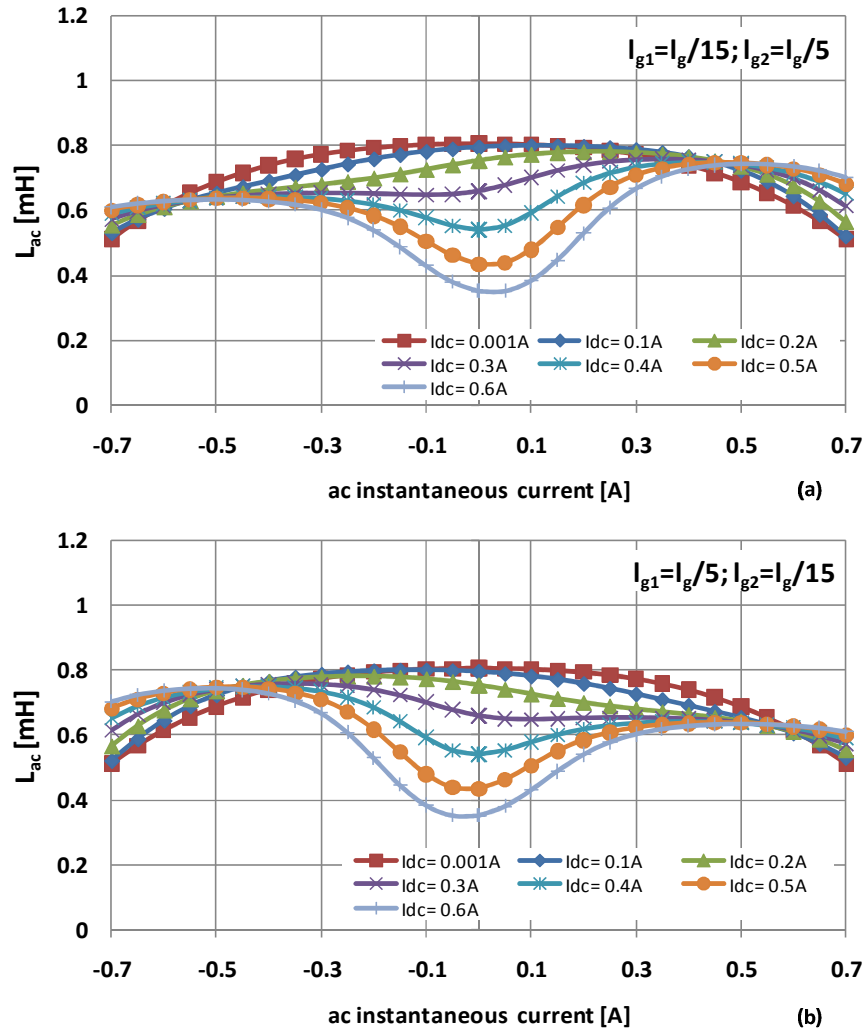 1.2
l_g1=l_g/15; l_g2=l_g/5
1
0.8
0.6
0.4
0.2
0
L_ac [mH]
Idc= 0.001A Idc= 0.1A Idc= 0.2A
Idc= 0.3A Idc= 0.4A Idc= 0.5A
Idc= 0.6A
-0.7 -0.5 -0.3 -0.1 0.1 0.3 0.5 0.7
ac instantaneous current [A] (a)
1.2
l_g1=l_g/5; l_g2=l_g/15
1
0.8
0.6
0.4
0.2
0
L_ac [mH]
Idc= 0.001A Idc= 0.1A Idc= 0.2A
Idc= 0.3A Idc= 0.4A Idc= 0.5A
Idc= 0.6A
-0.7 -0.5 -0.3 -0.1 0.1 0.3 0.5 0.7
ac instantaneous current [A] (b)